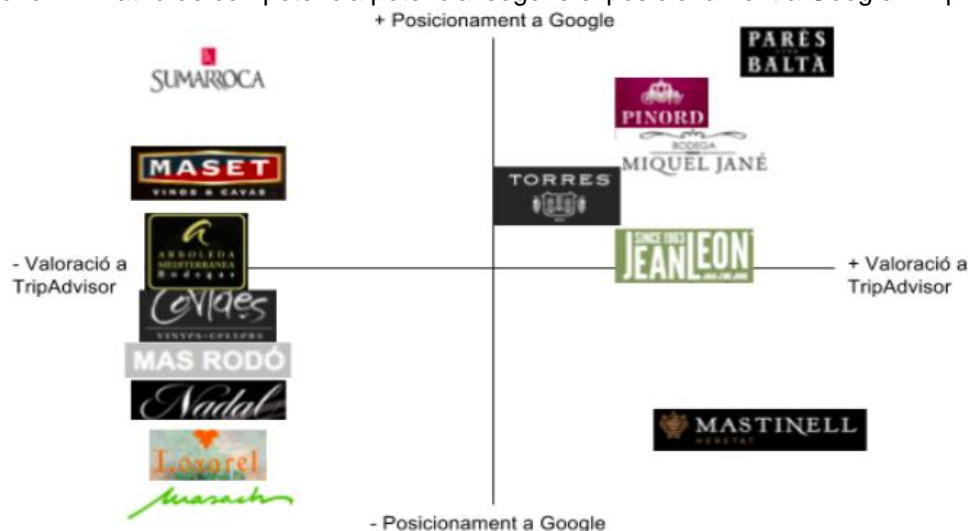 + Posicionament a Google
PARÉS
BALTÀ
SUMARROCA
PINORD
BODEGA
MIQUEL JANÉ
MASET
VINOS & CAVAS
TORRES
ARBOLEDA
MEDITERRANEA
Bodegas
SINCE 1963
JEAN LEON
- Valoració a
TripAdvisor
+ Valoració a
TripAdvisor
CoVides
VINYES-CELLERS
MAS RODÓ
Nadal
MASTINELL
HERETAT
Loxarel
Masach
- Posicionament a Google